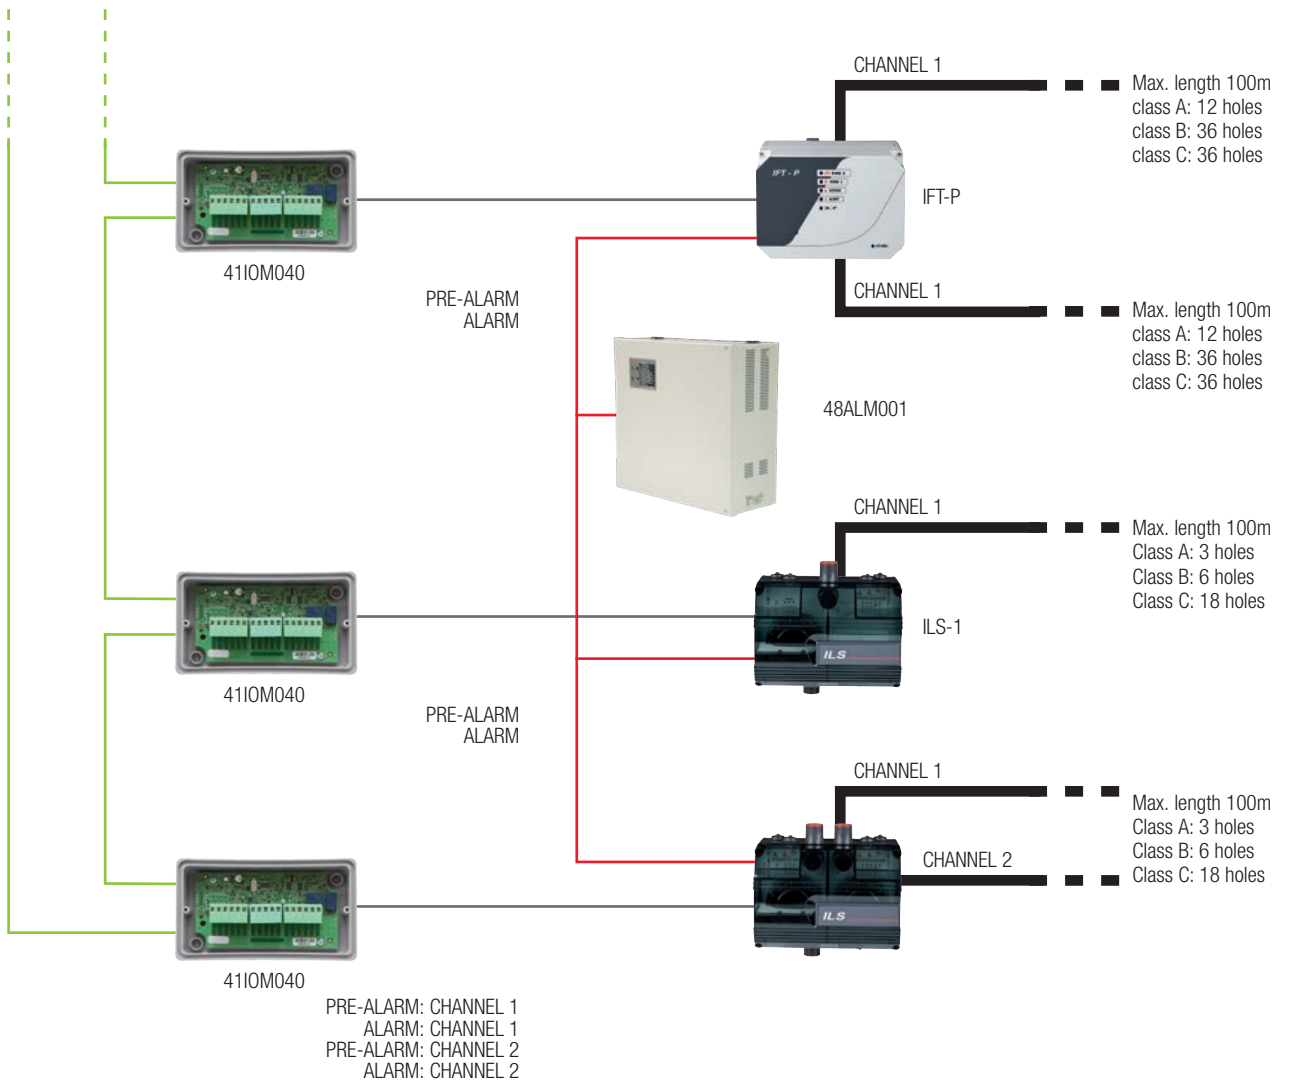 CHANNEL 1
Max. length 100m
class A: 12 holes
class B: 36 holes
class C: 36 holes
IFT - P
IFT-P
41IOM040
PRE-ALARM
ALARM
CHANNEL 1
Max. length 100m
class A: 12 holes
class B: 36 holes
class C: 36 holes
48ALM001
CHANNEL 1
Max. length 100m
Class A: 3 holes
Class B: 6 holes
Class C: 18 holes
ILS-1
ILS
41IOM040
PRE-ALARM
ALARM
CHANNEL 1
Max. length 100m
Class A: 3 holes
Class B: 6 holes
Class C: 18 holes
CHANNEL 2
ILS
41IOM040
PRE-ALARM: CHANNEL 1
ALARM: CHANNEL 1
PRE-ALARM: CHANNEL 2
ALARM: CHANNEL 2